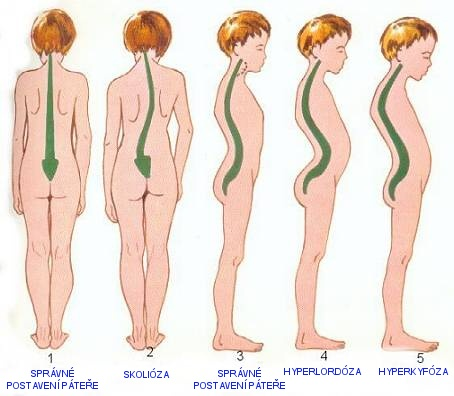 1
SPRÁVNÉ
POSTAVENÍ PÁTEŘE
2
SKOLIÓZA
3
SPRÁVNÉ
POSTAVENÍ PÁTEŘE
4
HYPERLORDÓZA
5
HYPERKYFÓZA